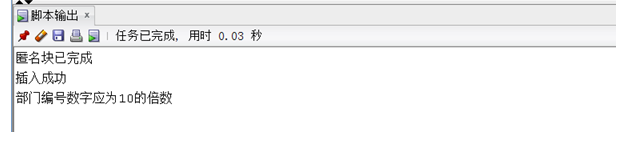 脚本输出 ×
任务已完成, 用时 0.03 秒
匿名块已完成
插入成功
部门编号数字应为10的倍数